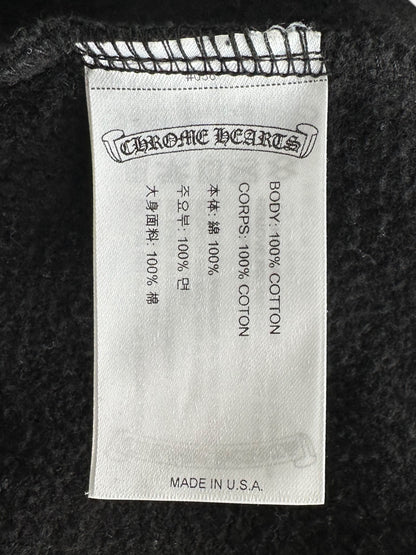 CHROME HEARTS
BODY: 100% COTTON
CORPS: 100% COTON
本体: 綿 100%
주요부: 100% 면
大身面料: 100% 棉
MADE IN U.S.A.